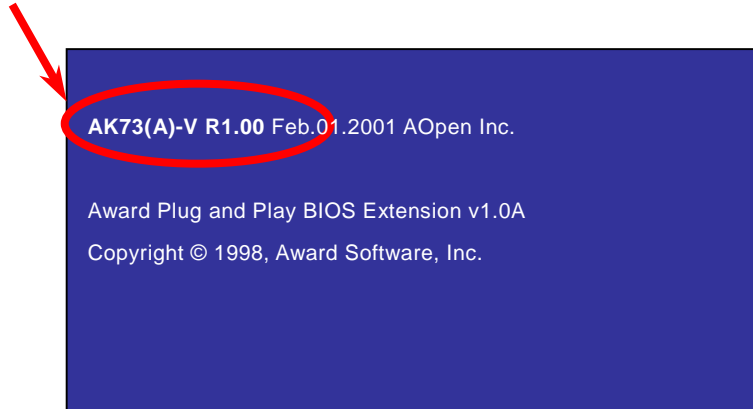 AK73(A)-V R1.00 Feb.01.2001 AOpen Inc.
Award Plug and Play BIOS Extension v1.0A
Copyright © 1998, Award Software, Inc.